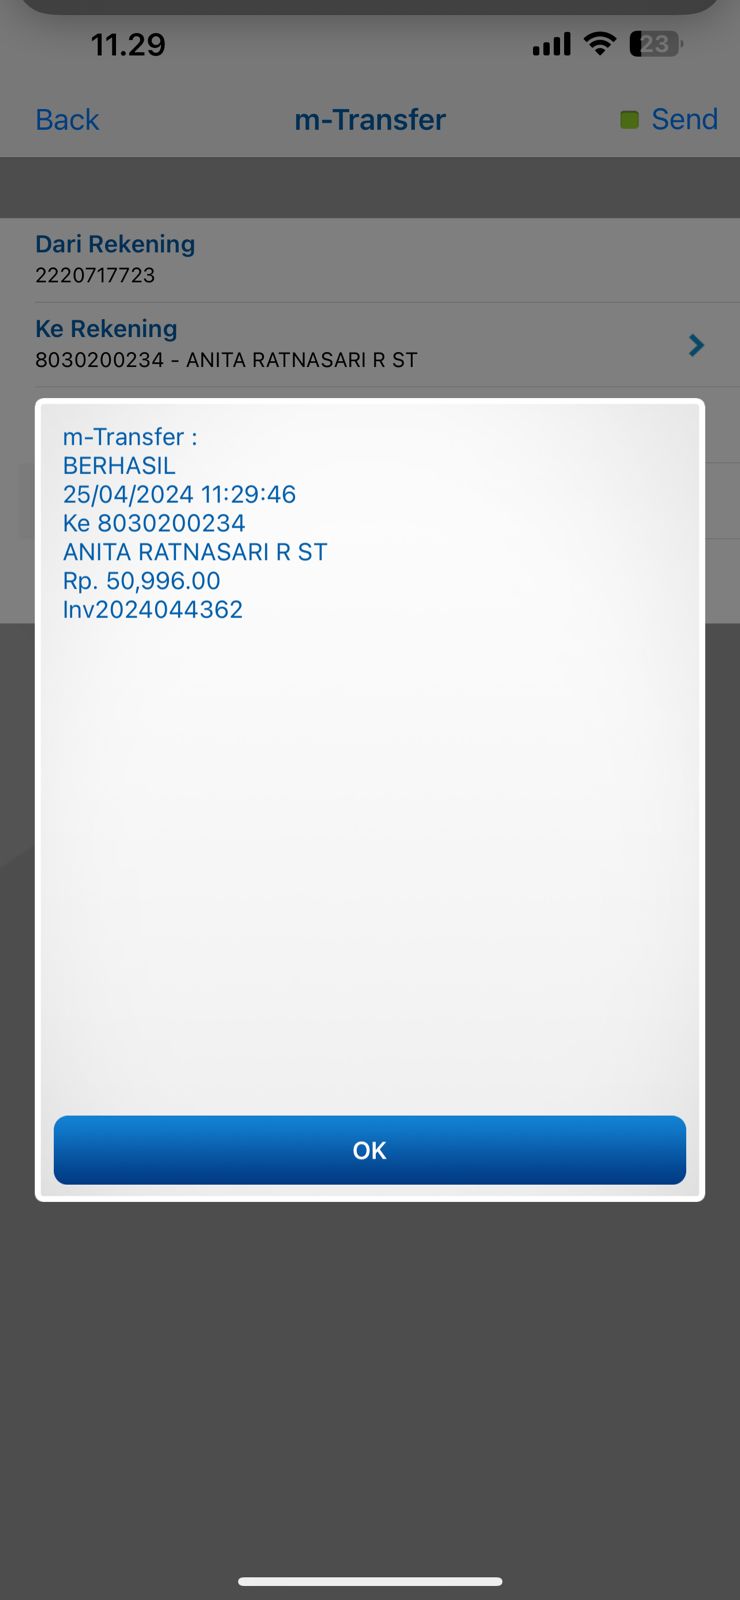 11.29
23
Back m-Transfer Send
Dari Rekening
2220717723
Ke Rekening
8030200234 - ANITA RATNASARI R ST
m-Transfer :
BERHASIL
25/04/2024 11:29:46
Ke 8030200234
ANITA RATNASARI R ST
Rp. 50,996.00
Inv2024044362
OK